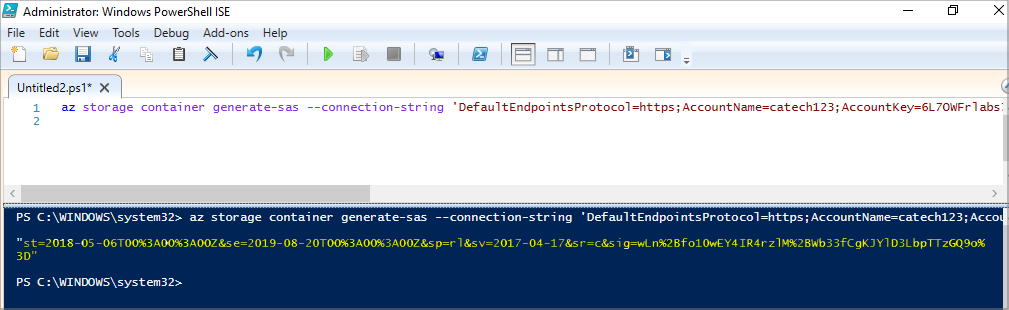 Administrator: Windows PowerShell ISE
File Edit View Tools Debug Add-ons Help
Untitled2.ps1*
1 az storage container generate-sas --connection-string 'DefaultEndpointsProtocol=https;AccountName=catech123;AccountKey=6L7OWFrlabs
2
PS C:\WINDOWS\system32> az storage container generate-sas --connection-string 'DefaultEndpointsProtocol=https;AccountName=catech123;Accou
"st=2018-05-06T00%3A00%3A00Z&se=2019-08-20T00%3A00%3A00Z&sp=rl&sv=2017-04-17&sr=c&sig=wLn%2Bfo1OwEY4IR4rzlM%2BWb33fCgKJYlD3LbpTTzGQ9o%
3D"
PS C:\WINDOWS\system32>